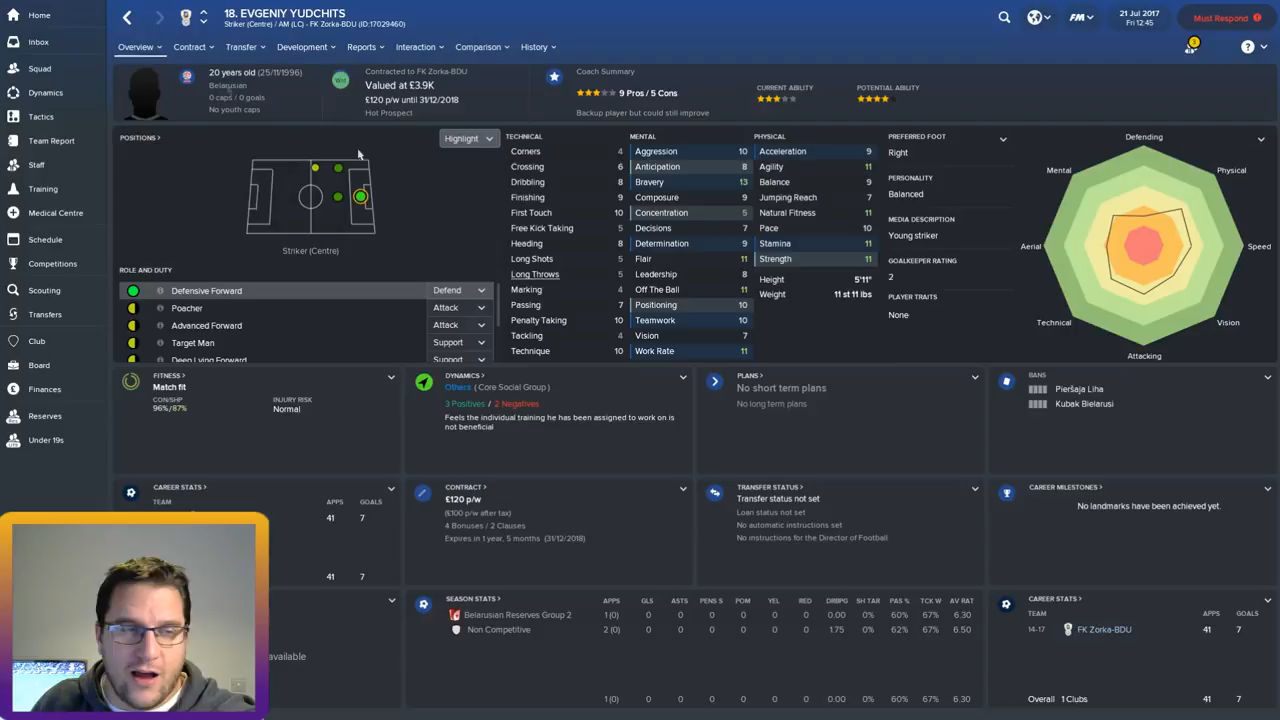 Home
Inbox
Squad
Dynamics
Tactics
Team Report
Staff
Training
Medical Centre
Schedule
Competitions
Scouting
Transfers
Club
Board
Finances
Reserves
Under 19s
18. EVGENIY YUDCHITS
Striker (Centre) / AM (LC) - FK Zorka-BDU (ID:17029460)
FM
21 Jul 2017
Fri 12:45
Must Respond
Overview
Contract
Transfer
Development
Reports
Interaction
Comparison
History
20 years old (25/11/1996)
Belarusian
0 caps / 0 goals
No youth caps
Wnt
Contracted to FK Zorka-BDU
Valued at £3.9K
£120 p/w until 31/12/2018
Hot Prospect
Coach Summary
9 Pros / 5 Cons
Backup player but could still improve
CURRENT ABILITY
POTENTIAL ABILITY
POSITIONS >
Highlight
Striker (Centre)
ROLE AND DUTY
Defensive Forward Defend
Poacher Attack
Advanced Forward Attack
Target Man Support
Deep Lying Forward Support
TECHNICAL
Corners 4
Crossing 6
Dribbling 8
Finishing 9
First Touch 10
Free Kick Taking 5
Heading 8
Long Shots 5
Long Throws 5
Marking 4
Passing 7
Penalty Taking 10
Tackling 4
Technique 10
MENTAL
Aggression 10
Anticipation 8
Bravery 13
Composure 9
Concentration 5
Decisions 7
Determination 9
Flair 11
Leadership 8
Off The Ball 11
Positioning 10
Teamwork 10
Vision 7
Work Rate 11
PHYSICAL
Acceleration 9
Agility 11
Balance 9
Jumping Reach 7
Natural Fitness 11
Pace 10
Stamina 11
Strength 11
Height 5'11"
Weight 11 st 11 lbs
PREFERRED FOOT
Right
PERSONALITY
Balanced
MEDIA DESCRIPTION
Young striker
GOALKEEPER RATING
2
PLAYER TRAITS
None
Defending
Physical
Speed
Vision
Attacking
Technical
Aerial
Mental
FITNESS >
Match fit
CON/SHP
96%/87%
INJURY RISK
Normal
DYNAMICS >
Others ( Core Social Group )
3 Positives / 2 Negatives
Feels the individual training he has been assigned to work on is
not beneficial
PLANS >
No short term plans
No long term plans
BANS
Pieršaja Liha
Kubak Bielarusi
CAREER STATS >
TEAM APPS GOALS
41 7
41 7
CONTRACT >
£120 p/w
(£100 p/w after tax)
4 Bonuses / 2 Clauses
Expires in 1 year, 5 months (31/12/2018)
TRANSFER STATUS >
Transfer status not set
Loan status not set
No automatic instructions set
No instructions for the Director of Football
CAREER MILESTONES >
No landmarks have been achieved yet.
available
SEASON STATS > APPS GLS ASTS PENS S POM YEL RED DRBPG SH TAR PAS % TCK W AV RAT
Belarusian Reserves Group 2 1 (0) 0 0 0 0 0 0 0.00 0% 60% 67% 6.30
Non Competitive 2 (0) 0 0 0 0 0 0 1.75 0% 62% 67% 6.50
1 (0) 0 0 0 0 0 0 0.00 0% 60% 67% 6.30
CAREER STATS >
TEAM APPS GOALS
14-17 FK Zorka-BDU 41 7
Overall 1 Clubs 41 7